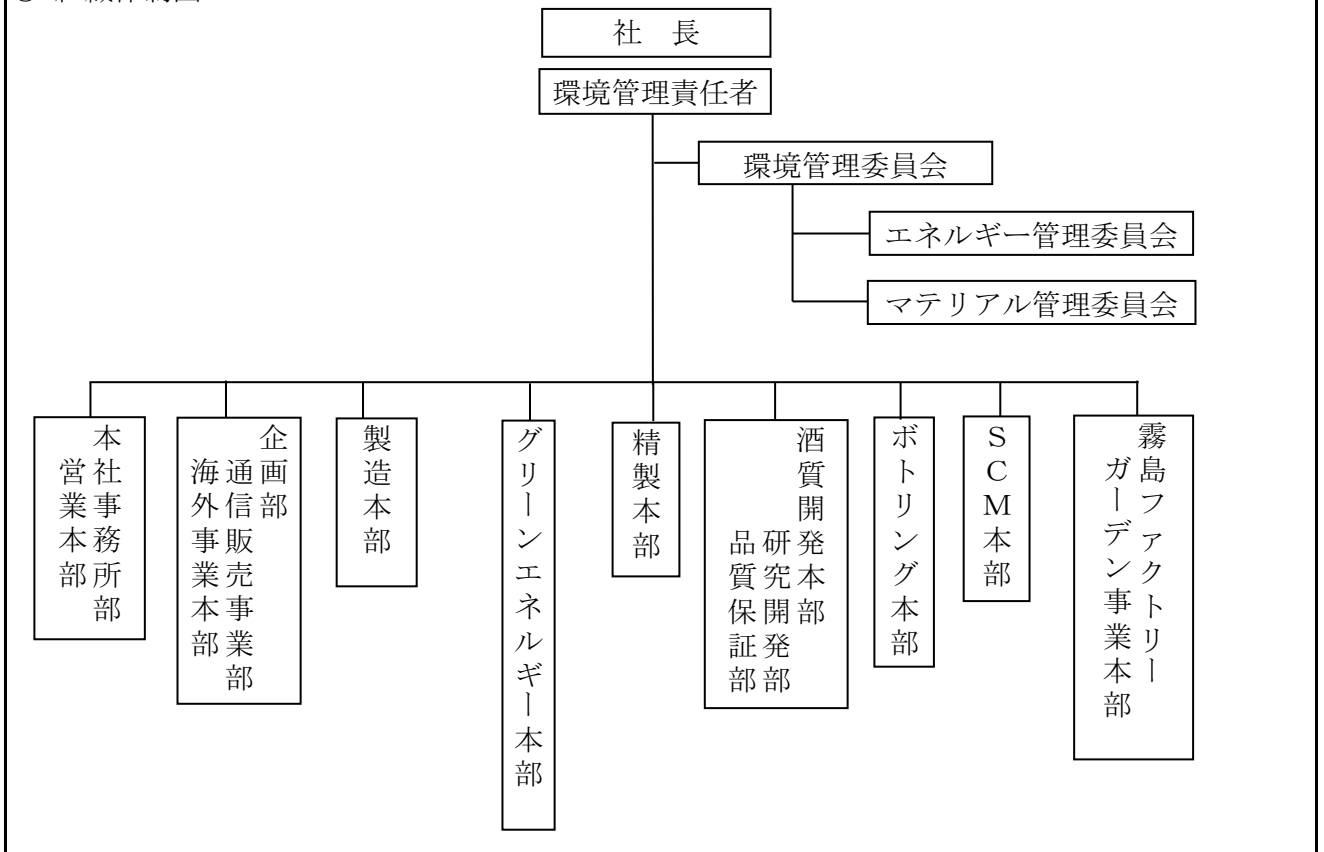 社　長
環境管理責任者
環境管理委員会
エネルギー管理委員会
マテリアル管理委員会
本社事務所部
営業本部
企画部
通信販売事業部
海外事業本部
製造本部
グリーンエネルギー本部
精製本部
酒質開発本部
研究開発部
品質保証部
ボトリング本部
SCM本部
霧島ファクトリー
ガーデン事業本部